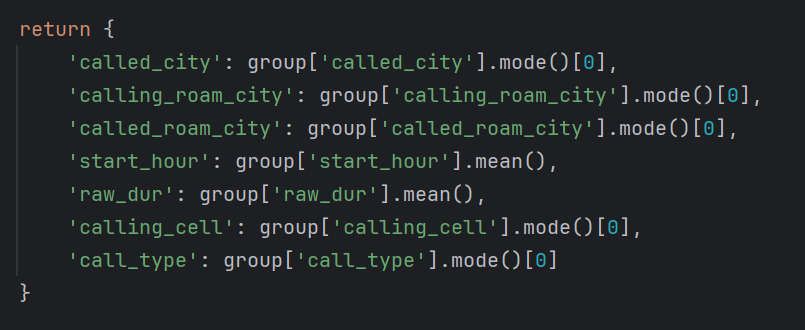 return {
    'called_city': group['called_city'].mode()[0],
    'calling_roam_city': group['calling_roam_city'].mode()[0],
    'called_roam_city': group['called_roam_city'].mode()[0],
    'start_hour': group['start_hour'].mean(),
    'raw_dur': group['raw_dur'].mean(),
    'calling_cell': group['calling_cell'].mode()[0],
    'call_type': group['call_type'].mode()[0]
}